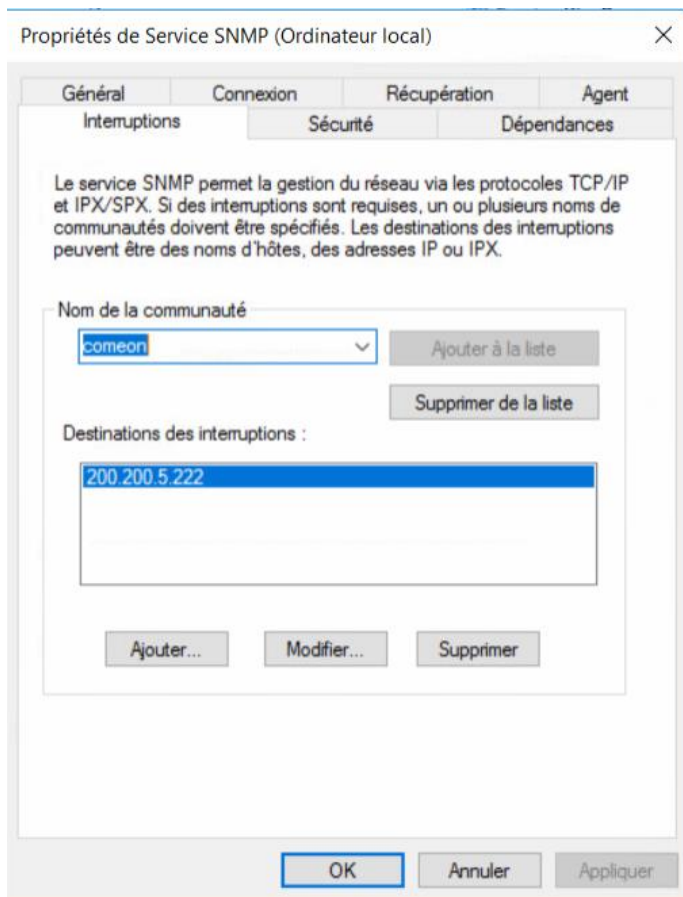 Propriétés de Service SNMP (Ordinateur local)
Général Connexion Récupération Agent
Interruptions Sécurité Dépendances
Le service SNMP permet la gestion du réseau via les protocoles TCP/IP
et IPX/SPX. Si des interruptions sont requises, un ou plusieurs noms de
communautés doivent être spécifiés. Les destinations des interruptions
peuvent être des noms d'hôtes, des adresses IP ou IPX.
Nom de la communauté
comeon
Ajouter à la liste
Supprimer de la liste
Destinations des interruptions :
200.200.5.222
Ajouter... Modifier... Supprimer
OK Annuler Appliquer